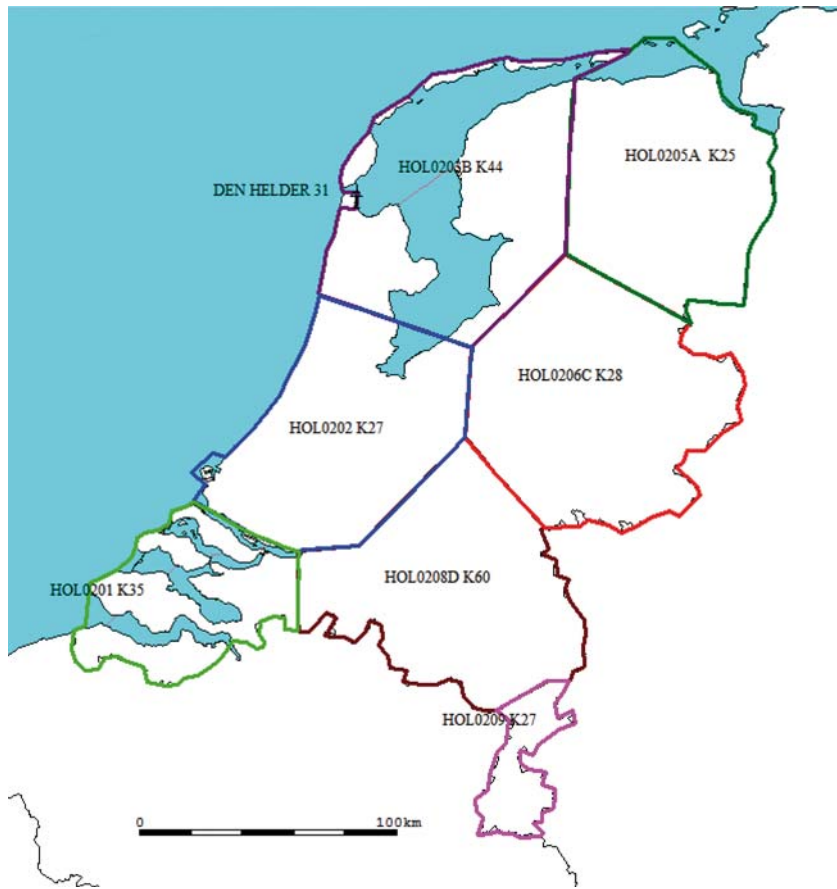 HOL0205A K25
HOL0203B K44
DEN HELDER 31
HOL0206C K28
HOL0202 K27
HOL0208D K60
HOL0201 K35
HOL0209 K27
0 100km